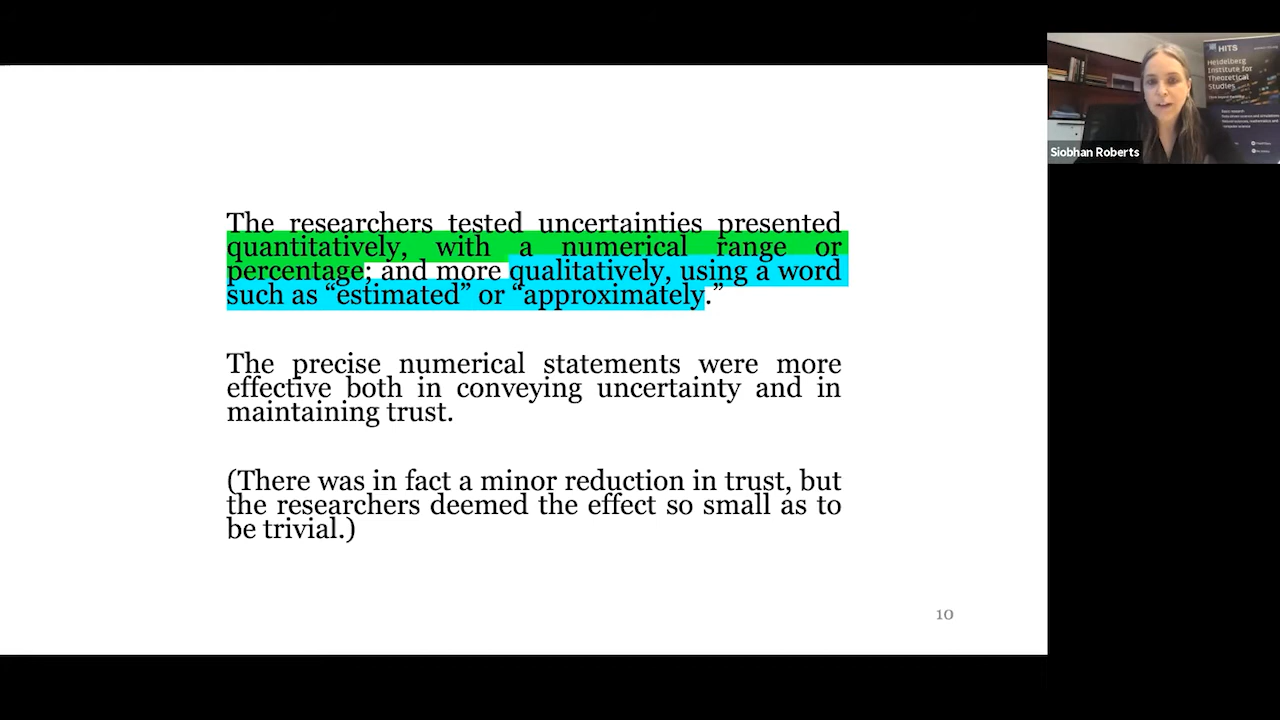 The researchers tested uncertainties presented
quantitatively, with a numerical range or
percentage; and more qualitatively, using a word
such as “estimated” or “approximately.”
The precise numerical statements were more
effective both in conveying uncertainty and in
maintaining trust.
(There was in fact a minor reduction in trust, but
the researchers deemed the effect so small as to
be trivial.)
10
HITS
Heidelberg
Institute for
Theoretical
Studies
Siobhan Roberts